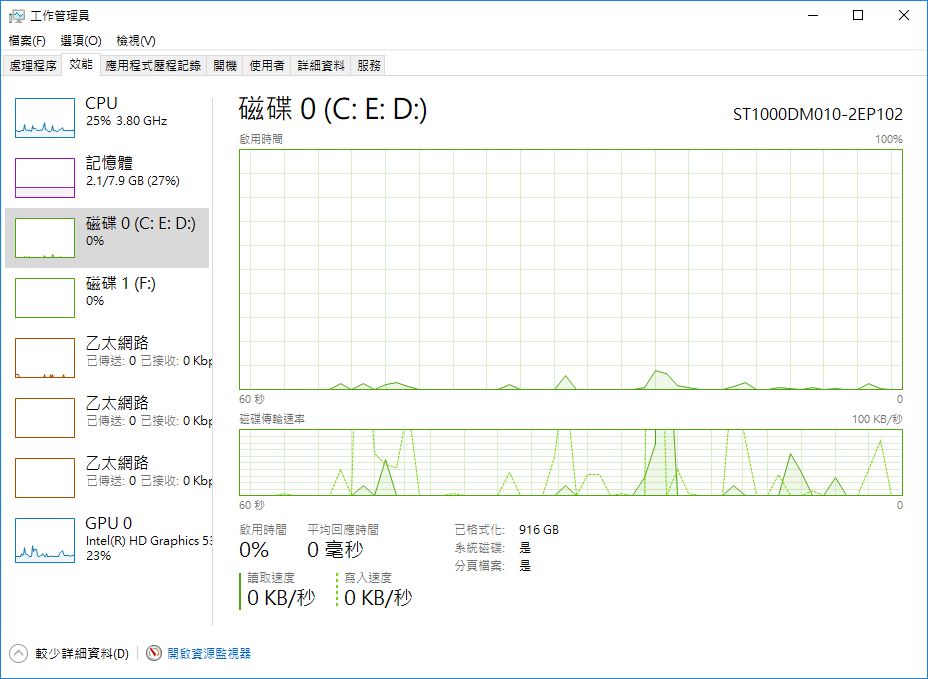 工作管理員
檔案(F) 選項(O) 檢視(V)
處理程序 效能 應用程式歷程記錄 開機 使用者 詳細資料 服務
CPU
25% 3.80 GHz
記憶體
2.1/7.9 GB (27%)
磁碟 0 (C: E: D:)
0%
磁碟 1 (F:)
0%
乙太網路
已傳送: 0 已接收: 0 Kbp
乙太網路
已傳送: 0 已接收: 0 Kbp
乙太網路
已傳送: 0 已接收: 0 Kbp
GPU 0
Intel(R) HD Graphics 53
23%
磁碟 0 (C: E: D:)
ST1000DM010-2EP102
啟用時間 100%
60 秒 0
磁碟傳輸速率 100 KB/秒
60 秒 0
啟用時間 平均回應時間
0% 0 毫秒
讀取速度 寫入速度
0 KB/秒 0 KB/秒
已格式化: 916 GB
系統磁碟: 是
分頁檔案: 是
較少詳細資料(D) 開啟資源監視器